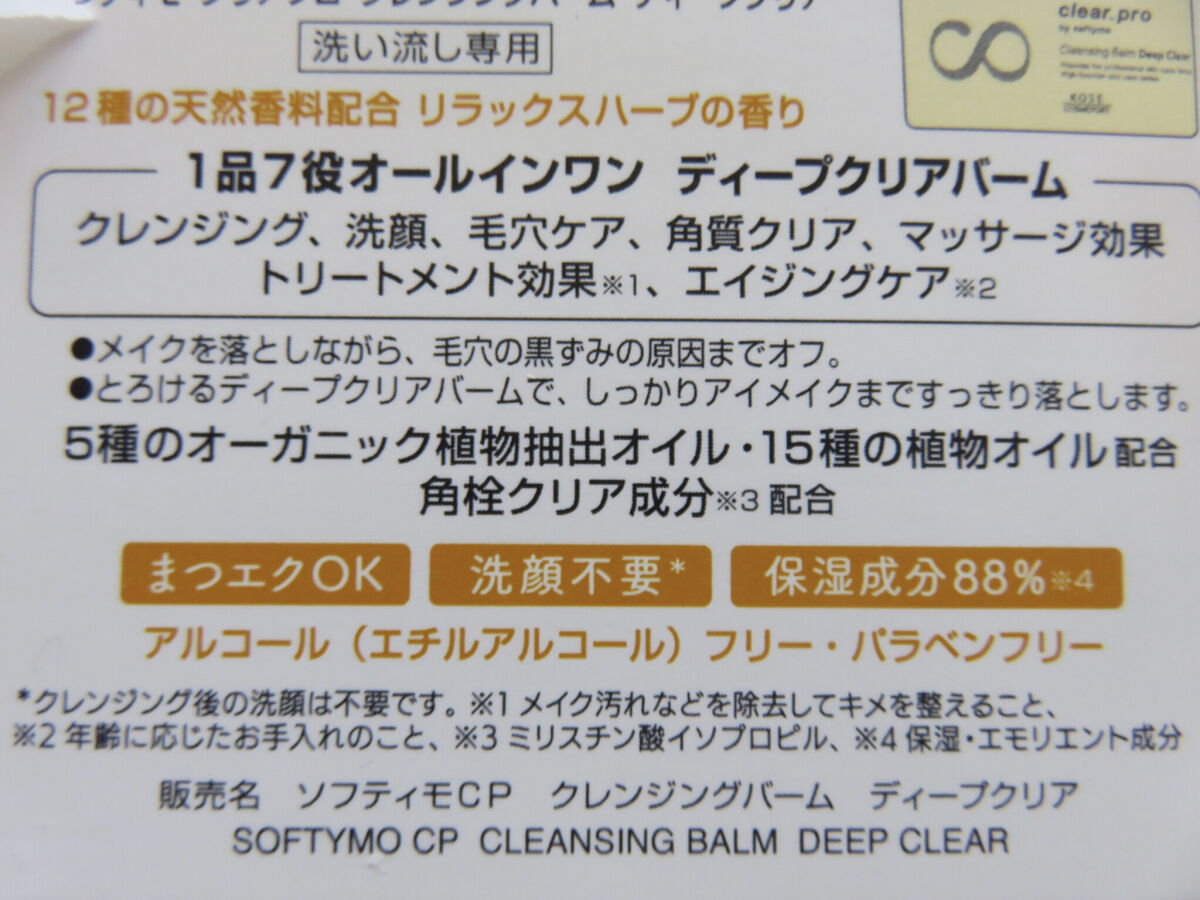 洗い流し専用
clear.pro
by softymo
Cleansing Balm Deep Clear
KOSÉ
COSMEPORT
12種の天然香料配合 リラックスハーブの香り
1品7役オールインワン ディープクリアバーム
クレンジング、洗顔、毛穴ケア、角質クリア、マッサージ効果
トリートメント効果※1、エイジングケア※2
●メイクを落としながら、毛穴の黒ずみの原因までオフ。
●とろけるディープクリアバームで、しっかりアイメイクまですっきり落とします。
5種のオーガニック植物抽出オイル・15種の植物オイル配合
角栓クリア成分※3 配合
まつエクOK
洗顔不要*
保湿成分88%※4
アルコール（エチルアルコール）フリー・パラベンフリー
*クレンジング後の洗顔は不要です。※1 メイク汚れなどを除去してキメを整えること、
※2 年齢に応じたお手入れのこと、※3 ミリスチン酸イソプロピル、※4 保湿・エモリエント成分
販売名 ソフティモCP クレンジングバーム ディープクリア
SOFTYMO CP CLEANSING BALM DEEP CLEAR